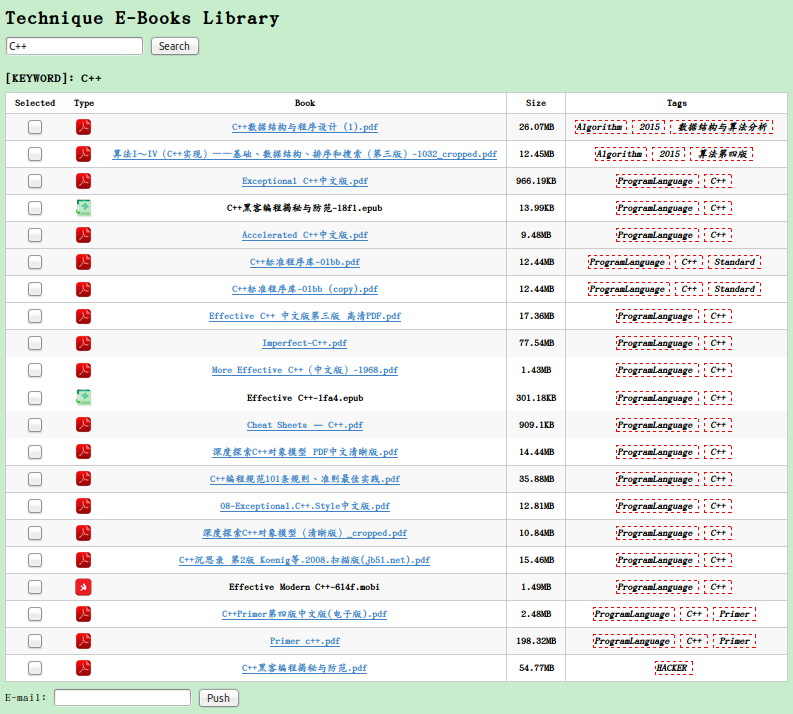 Technique E-Books Library
C++ Search
[KEYWORD]: C++
Selected Type Book Size Tags
C++数据结构与程序设计 (1).pdf 26.07MB Algorithm 2015 数据结构与算法分析
算法I～IV（C++实现）——基础、数据结构、排序和搜索（第三版）-1032_cropped.pdf 12.45MB Algorithm 2015 算法第四版
Exceptional C++中文版.pdf 966.19KB ProgramLanguage C++
C++黑客编程揭秘与防范-18f1.epub 13.99KB ProgramLanguage C++
Accelerated C++中文版.pdf 9.48MB ProgramLanguage C++
C++标准程序库-01bb.pdf 12.44MB ProgramLanguage C++ Standard
C++标准程序库-01bb (copy).pdf 12.44MB ProgramLanguage C++ Standard
Effective C++ 中文版第三版 高清PDF.pdf 17.36MB ProgramLanguage C++
Imperfect-C++.pdf 77.54MB ProgramLanguage C++
More Effective C++（中文版）-1968.pdf 1.43MB ProgramLanguage C++
Effective C++-1fa4.epub 301.18KB ProgramLanguage C++
Cheat Sheets — C++.pdf 909.1KB ProgramLanguage C++
深度探索C++对象模型 PDF中文清晰版.pdf 14.44MB ProgramLanguage C++
C++编程规范101条规则、准则最佳实践.pdf 35.88MB ProgramLanguage C++
08-Exceptional.C++.Style中文版.pdf 12.81MB ProgramLanguage C++
深度探索C++对象模型（清晰版）_cropped.pdf 10.84MB ProgramLanguage C++
C++沉思录 第2版 Koenig等.2008.扫描版(jb51.net).pdf 15.46MB ProgramLanguage C++
Effective Modern C++-614f.mobi 1.49MB ProgramLanguage C++
C++Primer第四版中文版(电子版).pdf 2.48MB ProgramLanguage C++ Primer
Primer c++.pdf 198.32MB ProgramLanguage C++ Primer
C++黑客编程揭秘与防范.pdf 54.77MB HACKER
E-mail: Push